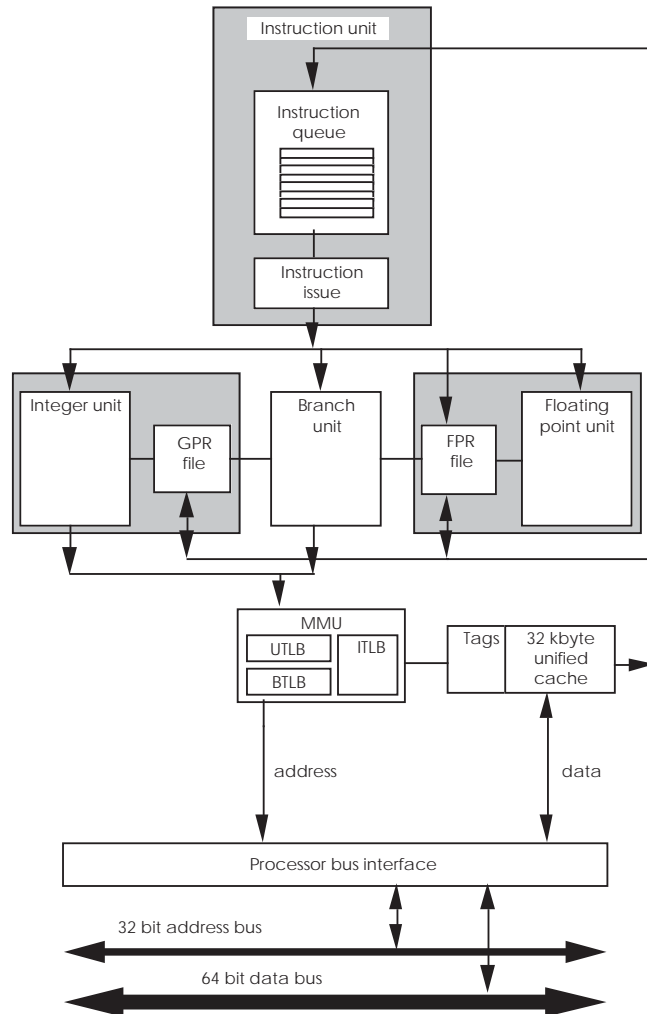 Instruction unit
Instruction
queue
Instruction
issue
Integer unit
GPR
file
Branch
unit
FPR
file
Floating
point unit
MMU
UTLB
ITLB
BTLB
Tags
32 kbyte
unified
cache
address
data
Processor bus interface
32 bit address bus
64 bit data bus